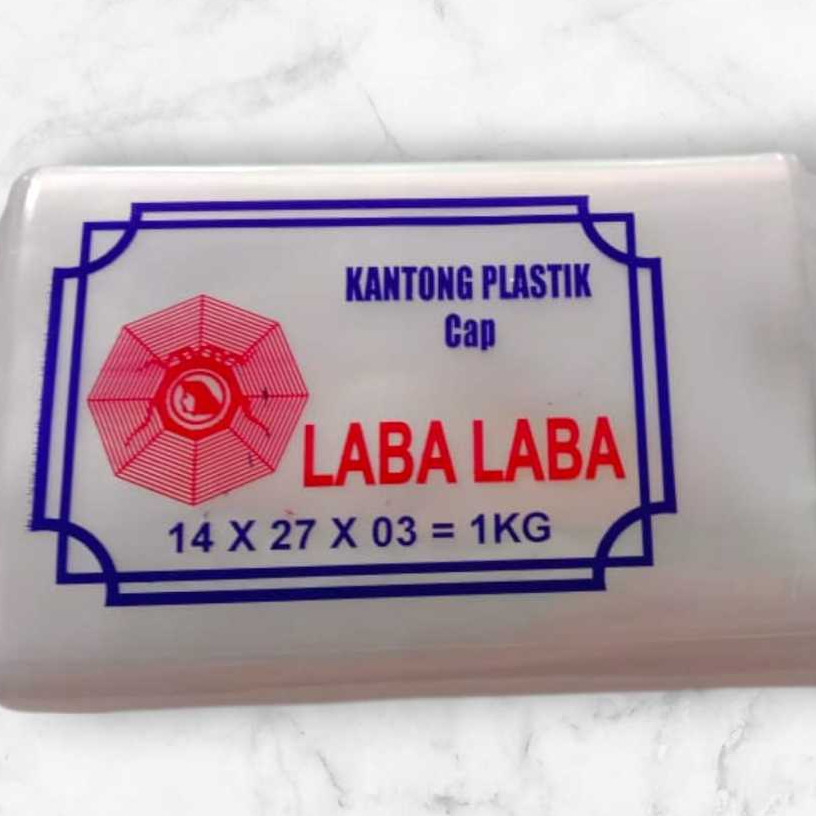 KANTONG PLASTIK
Cap
LABA LABA
14 X 27 X 03 = 1KG